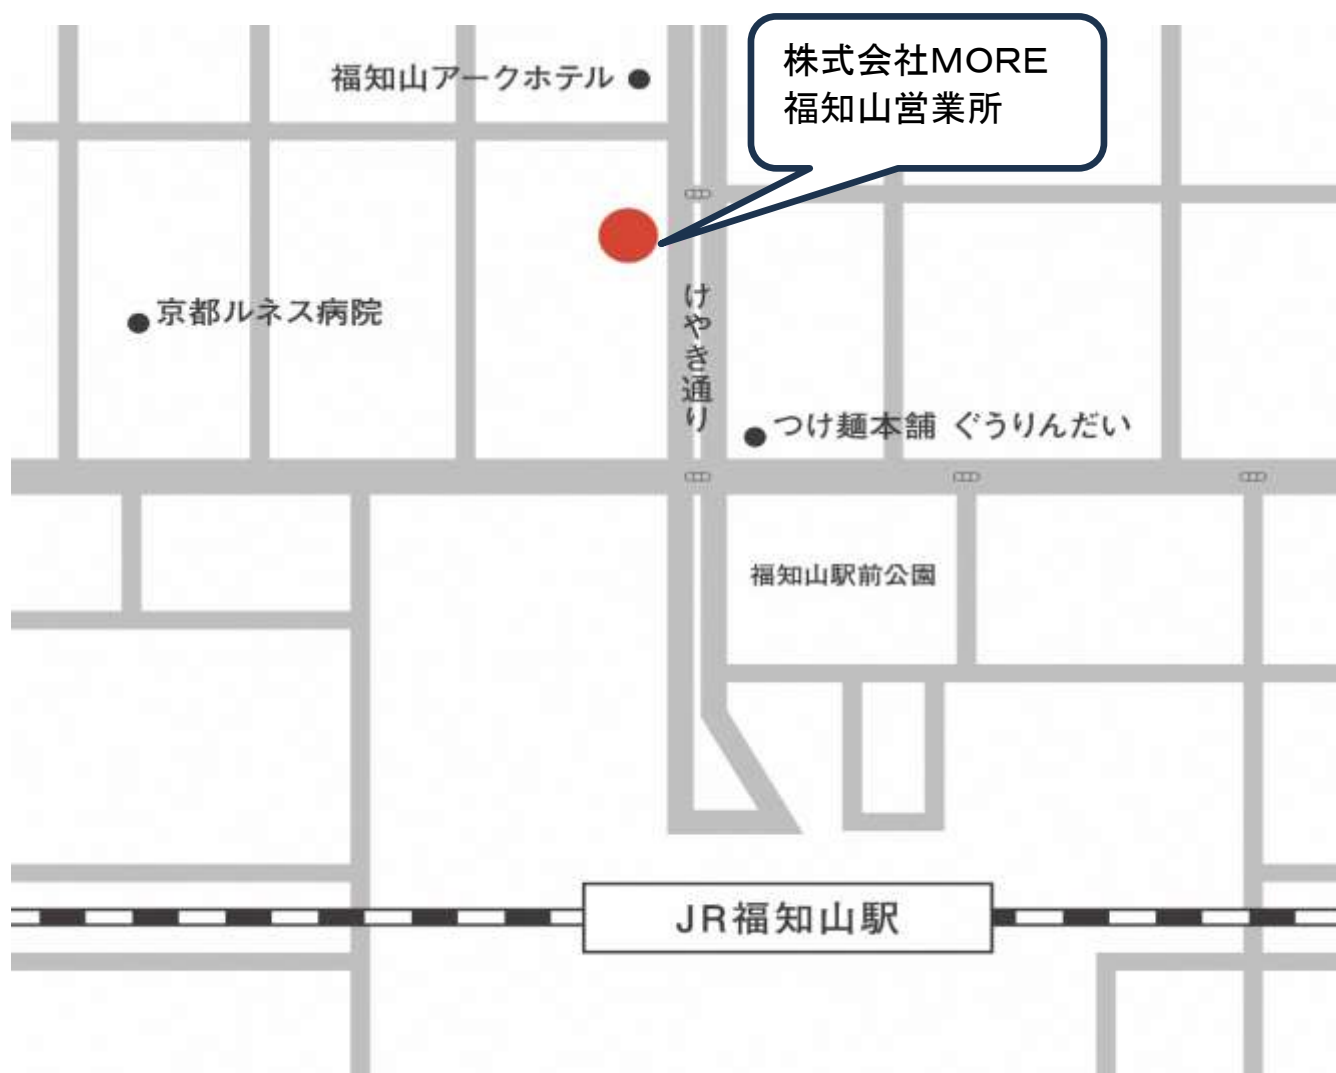 株式会社MORE
福知山営業所
福知山アークホテル
京都ルネス病院
けやき通り
つけ麺本舗 ぐうりんだい
福知山駅前公園
JR福知山駅